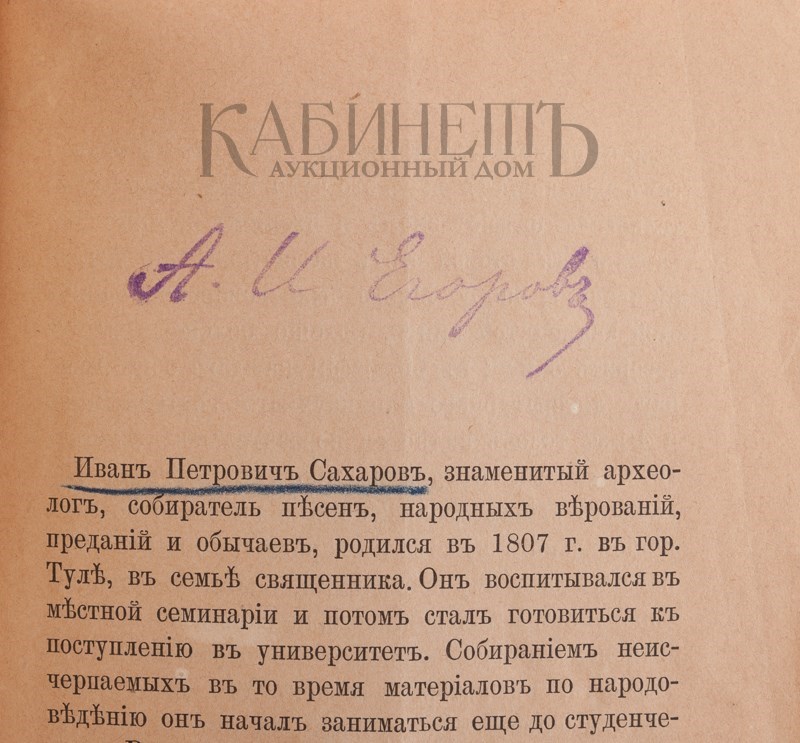 КАБИНЕТЪ
АУКЦИОННЫЙ ДОМ
А. И Егоровъ
Иванъ Петровичъ Сахаровъ, знаменитый архео-
логъ, собиратель пѣсенъ, народныхъ вѣрованій,
преданій и обычаевъ, родился въ 1807 г. въ гор.
Тулѣ, въ семьѣ священника. Онъ воспитывался въ
мѣстной семинаріи и потомъ сталъ готовиться къ
поступленію въ университетъ. Собираніемъ неис-
черпаемыхъ въ то время матеріаловъ по народо-
вѣдѣнію онъ началъ заниматься еще до студенче-